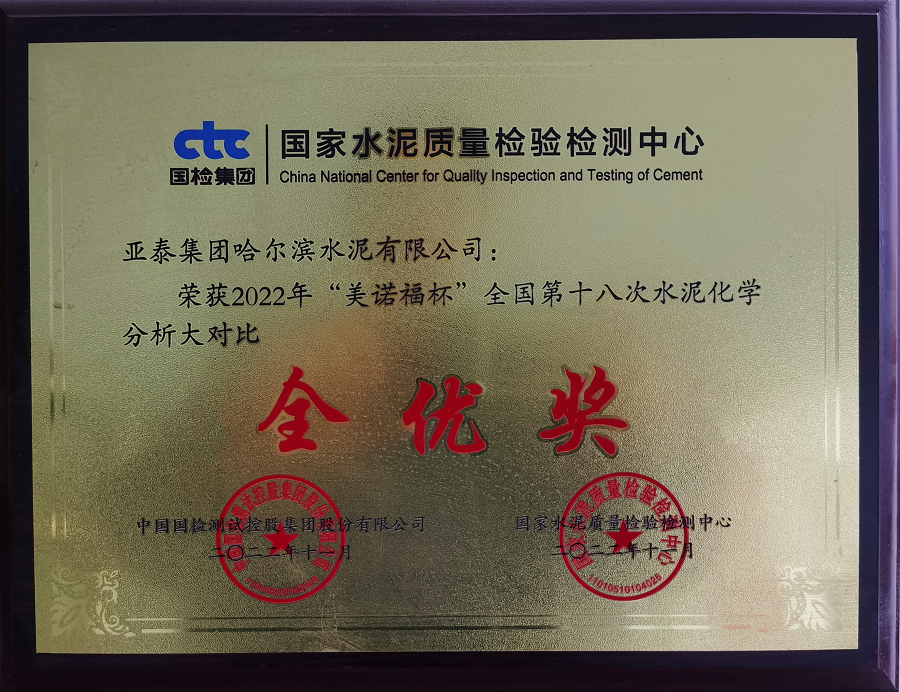 ctc
国检集团
国家水泥质量检验检测中心
China National Center for Quality Inspection and Testing of Cement
亚泰集团哈尔滨水泥有限公司：
荣获2022年“美诺福杯”全国第十八次水泥化学
分析大对比
全优奖
中国国检测试控股集团股份有限公司
国家水泥质量检验检测中心
二〇二二年十一月
二〇二二年十一月
11010510104026